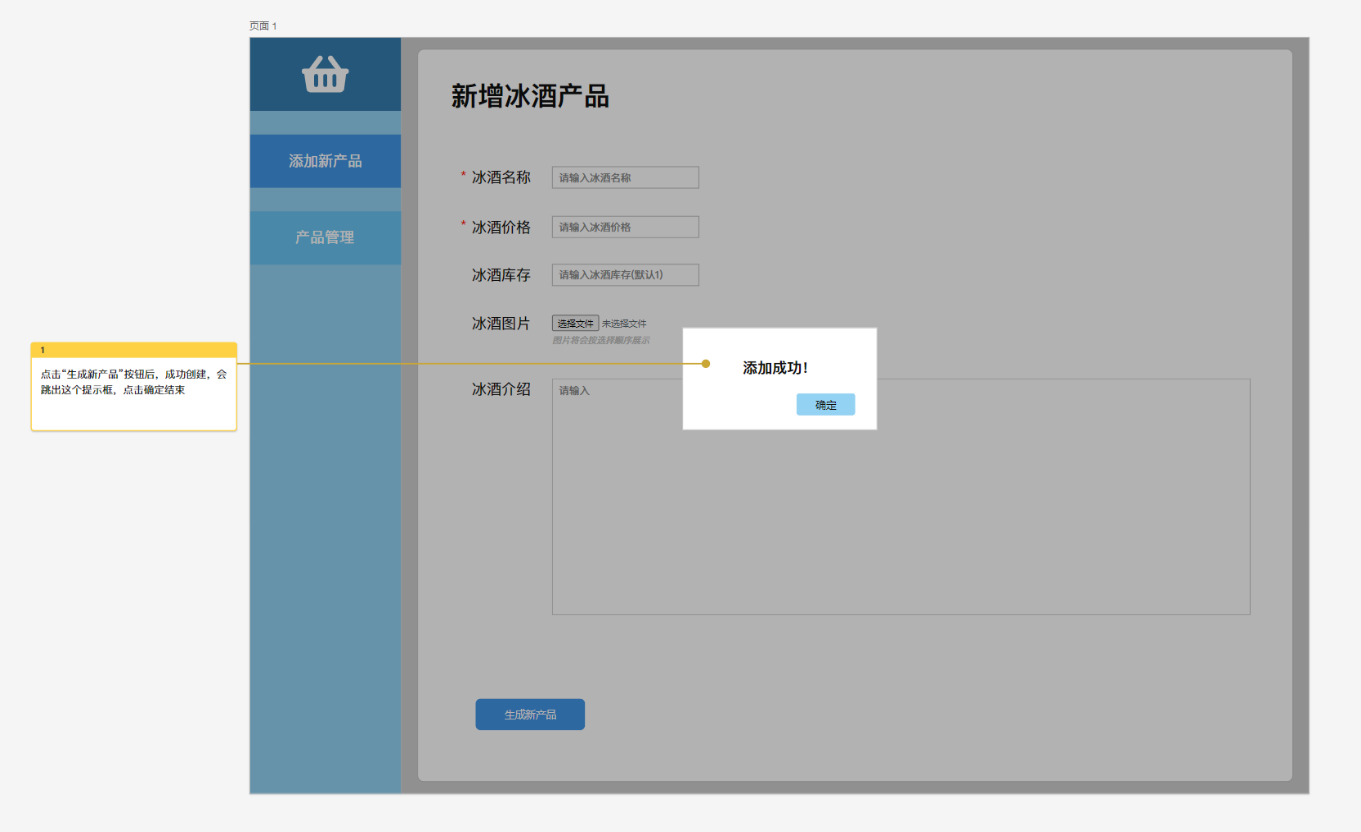 页面 1
添加新产品
产品管理
新增冰酒产品
* 冰酒名称 请输入冰酒名称
* 冰酒价格 请输入冰酒价格
冰酒库存 请输入冰酒库存(默认1)
冰酒图片 选择文件 未选择文件
图片将会按选择顺序展示
冰酒介绍 请输入
添加成功!
确定
生成新产品
1
点击“生成新产品”按钮后，成功创建，会
跳出这个提示框，点击确定结束